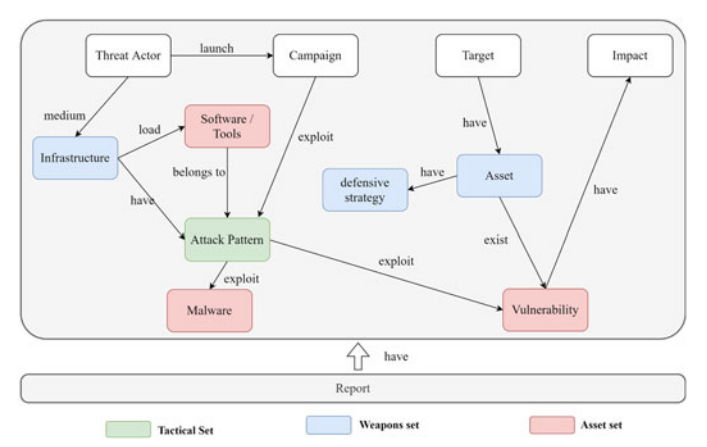 Threat Actor
launch
Campaign
Target
Impact
medium
load
Software /
Tools
exploit
have
Infrastructure
belongs to
have
defensive
strategy
have
Asset
have
Attack Pattern
exist
exploit
exploit
Malware
Vulnerability
have
Report
Tactical Set
Weapons set
Asset set